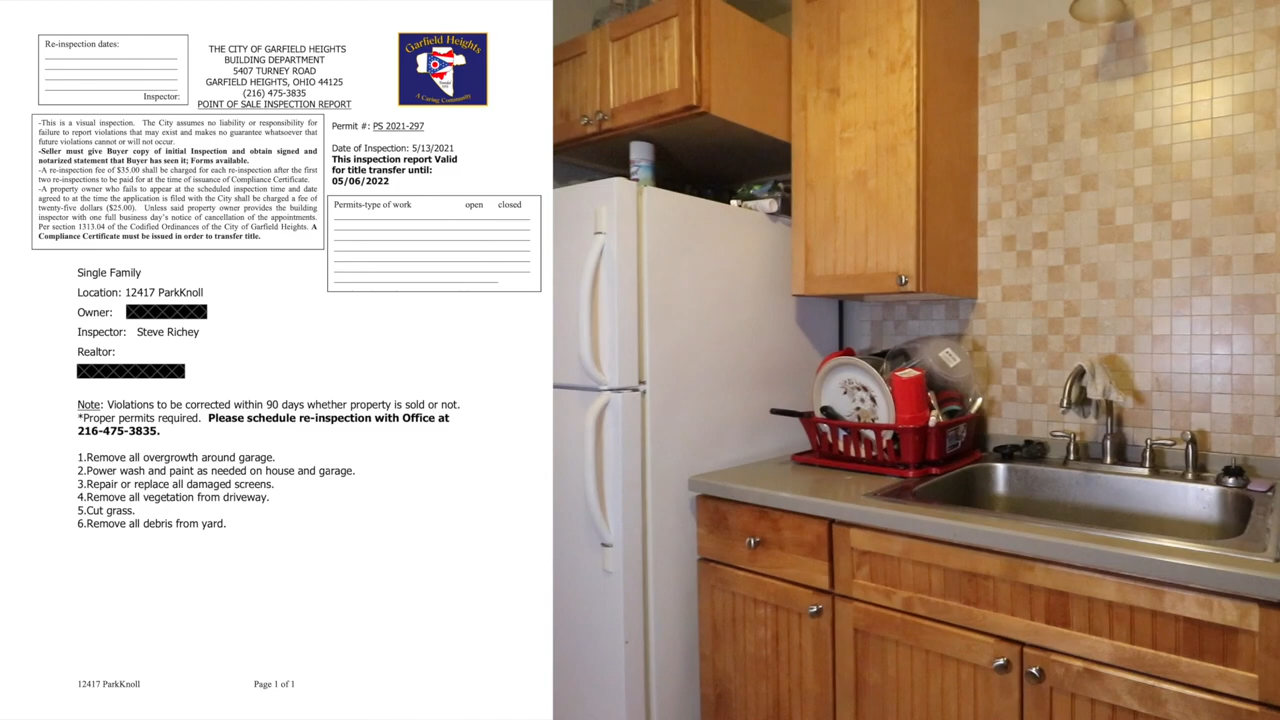 Re-inspection dates:
Inspector:
THE CITY OF GARFIELD HEIGHTS
BUILDING DEPARTMENT
5407 TURNEY ROAD
GARFIELD HEIGHTS, OHIO 44125
(216) 475-3835
POINT OF SALE INSPECTION REPORT
Garfield Heights
A Caring Community
-This is a visual inspection. The City assumes no liability or responsibility for
failure to report violations that may exist and makes no guarantee whatsoever that
future violations cannot or will not occur.
-Seller must give Buyer copy of initial Inspection and obtain signed and
notarized statement that Buyer has seen it; Forms available.
-A re-inspection fee of $35.00 shall be charged for each re-inspection after the first
two re-inspections to be paid for at the time of issuance of Compliance Certificate.
-A property owner who fails to appear at the scheduled inspection time and date
agreed to at the time the application is filed with the City shall be charged a fee of
twenty-five dollars ($25.00). Unless said property owner provides the building
inspector with one full business day's notice of cancellation of the appointments.
Per section 1313.04 of the Codified Ordinances of the City of Garfield Heights. A
Compliance Certificate must be issued in order to transfer title.
Permit #: PS 2021-297
Date of Inspection: 5/13/2021
This inspection report Valid
for title transfer until:
05/06/2022
Permits-type of work open closed
Single Family
Location: 12417 ParkKnoll
Owner:
Inspector: Steve Richey
Realtor:
Note: Violations to be corrected within 90 days whether property is sold or not.
*Proper permits required. Please schedule re-inspection with Office at
216-475-3835.
1.Remove all overgrowth around garage.
2.Power wash and paint as needed on house and garage.
3.Repair or replace all damaged screens.
4.Remove all vegetation from driveway.
5.Cut grass.
6.Remove all debris from yard.
12417 ParkKnoll Page 1 of 1